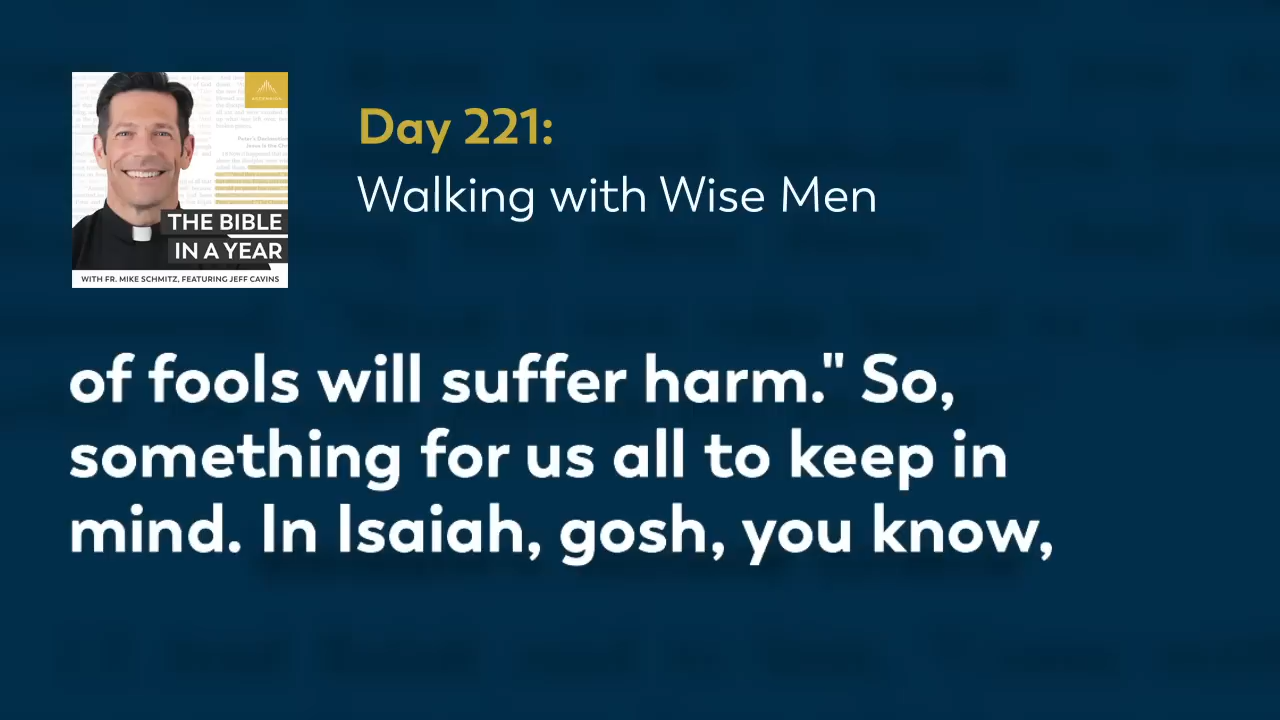 THE BIBLE
IN A YEAR
WITH FR. MIKE SCHMITZ, FEATURING JEFF CAVINS
Day 221:
Walking with Wise Men
of fools will suffer harm." So,
something for us all to keep in
mind. In Isaiah, gosh, you know,